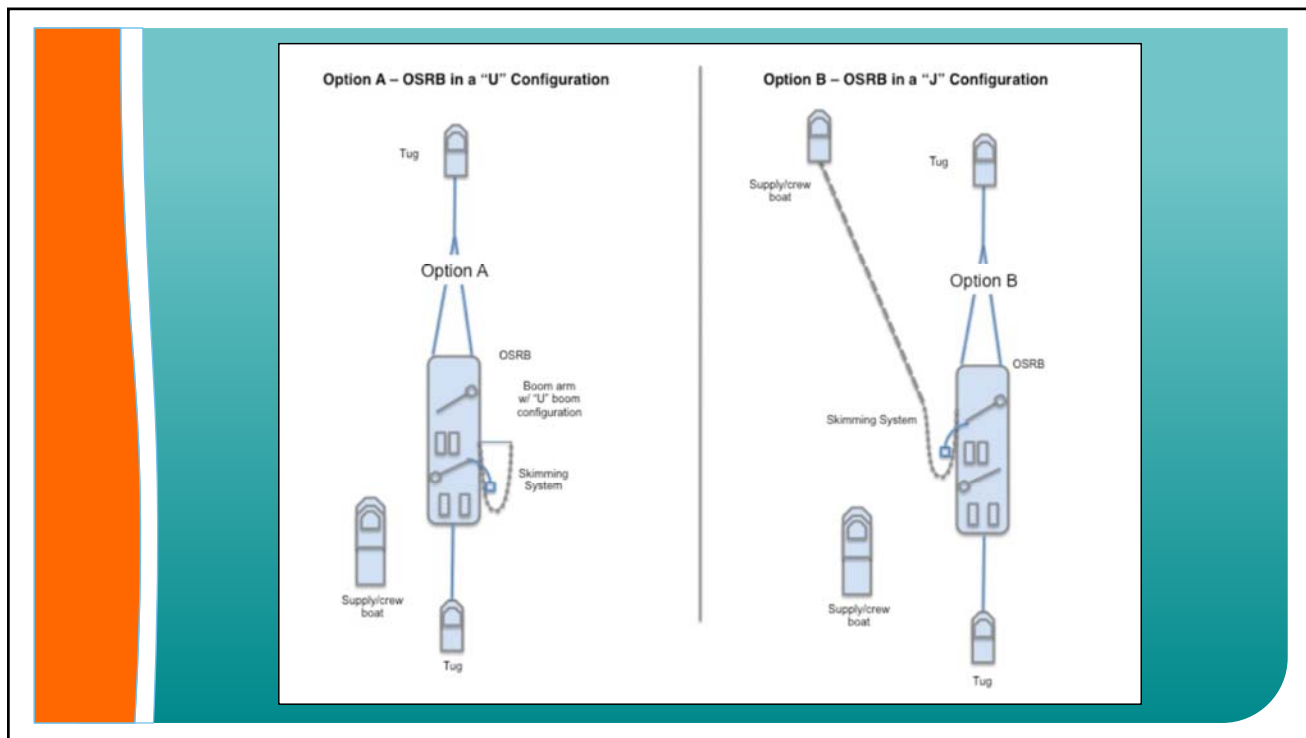 Option A – OSRB in a “U” Configuration
Tug
Option A
OSRB
Boom arm
w/ “U” boom
configuration
Skimming
System
Supply/crew
boat
Tug
Option B – OSRB in a “J” Configuration
Supply/crew
boat
Tug
Option B
OSRB
Skimming System
Supply/crew
boat
Tug